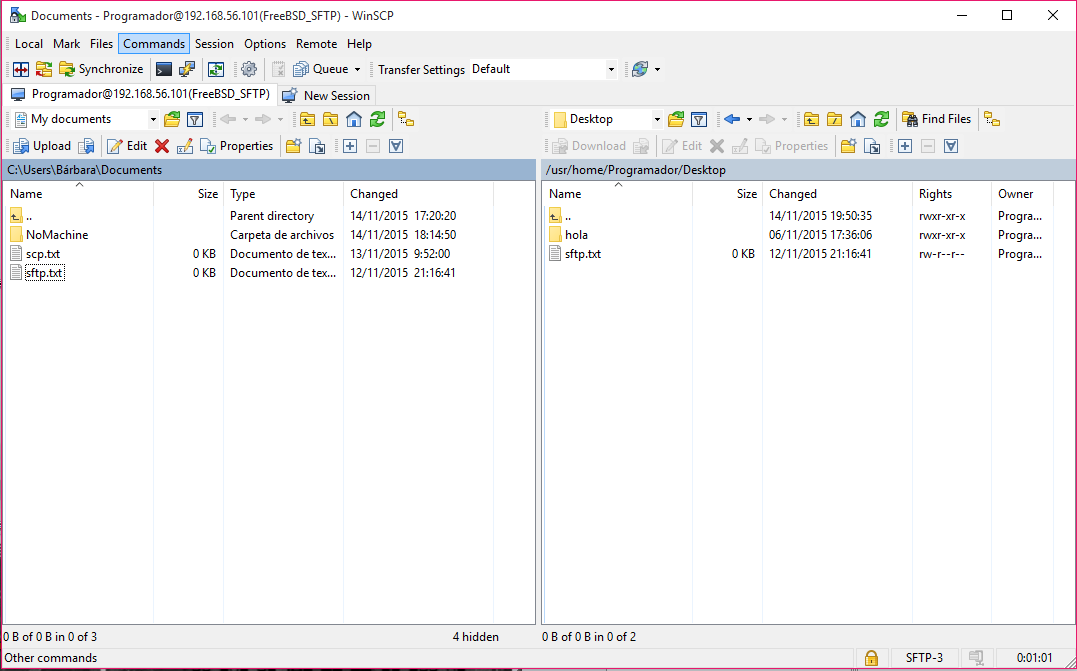 Documents - Programador@192.168.56.101(FreeBSD_SFTP) - WinSCP
Local Mark Files Commands Session Options Remote Help
Synchronize Queue Transfer Settings Default
Programador@192.168.56.101(FreeBSD_SFTP) New Session
My documents Desktop Find Files
Upload Edit Properties Download Edit Properties
C:\Users\Bárbara\Documents /usr/home/Programador/Desktop
Name Size Type Changed Name Size Changed Rights Owner
.. Parent directory 14/11/2015 17:20:20 .. 14/11/2015 19:50:35 rwxr-xr-x Progra...
NoMachine Carpeta de archivos 14/11/2015 18:14:50 hola 06/11/2015 17:36:06 rwxr-xr-x Progra...
scp.txt 0 KB Documento de tex... 13/11/2015 9:52:00 sftp.txt 0 KB 12/11/2015 21:16:41 rw-r--r-- Progra...
sftp.txt 0 KB Documento de tex... 12/11/2015 21:16:41
0 B of 0 B in 0 of 3 4 hidden 0 B of 0 B in 0 of 2
Other commands SFTP-3 0:01:01